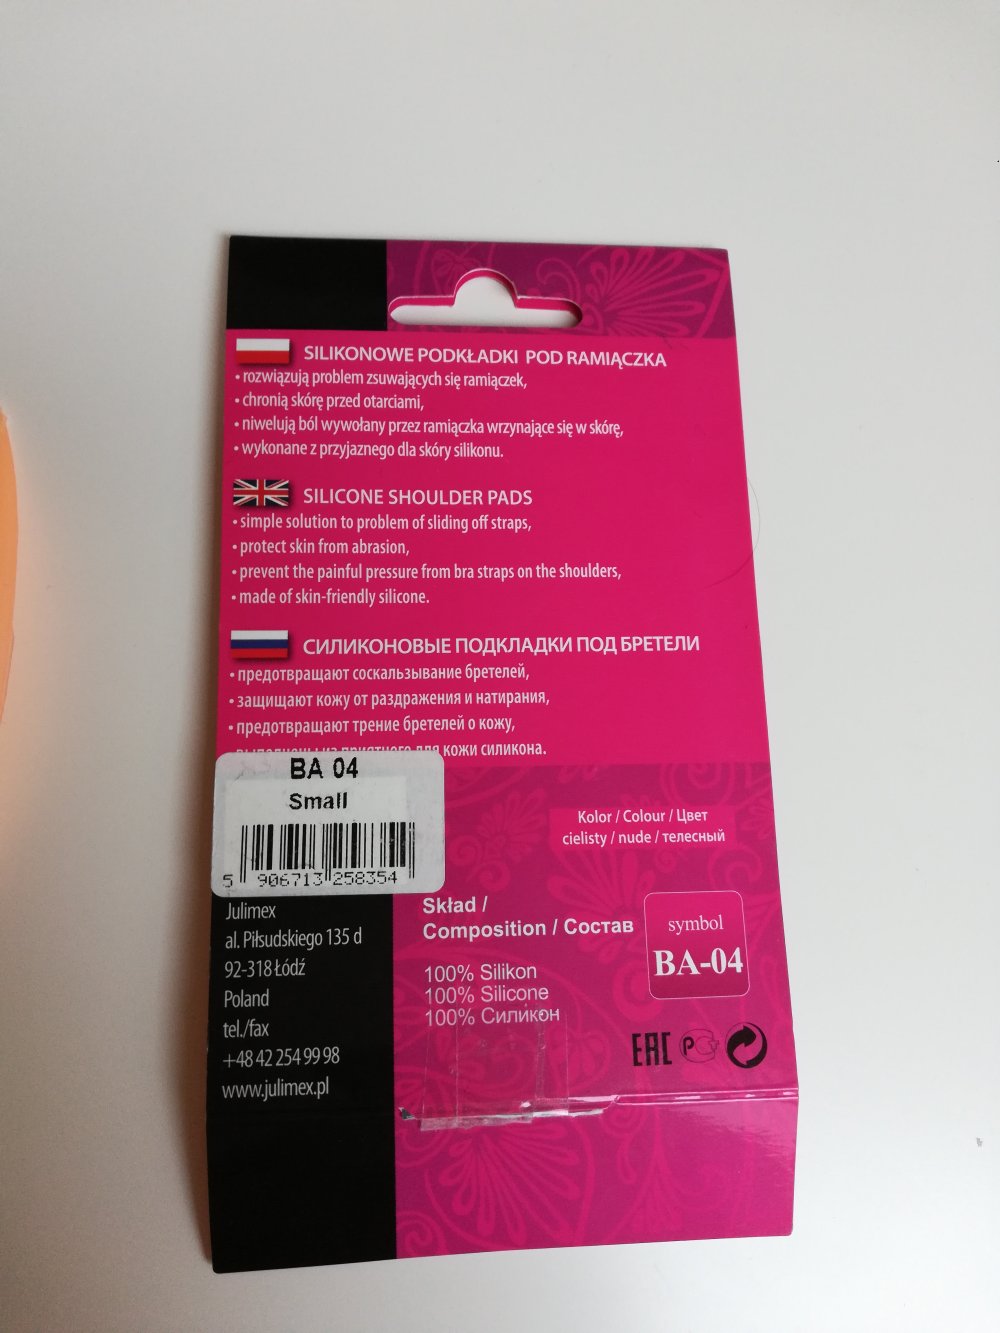 SILIKONOWE PODKŁADKI POD RAMIĄCZKA
• rozwiązują problem zsuwających się ramiączek,
• chronią skórę przed otarciami,
• niwelują ból wywołany przez ramiączka wrzynające się w skórę,
• wykonane z przyjaznego dla skóry silikonu.
SILICONE SHOULDER PADS
• simple solution to problem of sliding off straps,
• protect skin from abrasion,
• prevent the painful pressure from bra straps on the shoulders,
• made of skin-friendly silicone.
СИЛИКОНОВЫЕ ПОДКЛАДКИ ПОД БРЕТЕЛИ
• предотвращают соскальзывание бретелей,
• защищают кожу от раздражения и натирания,
• предотвращают трение бретелей о кожу,
• выполнены из приятного для кожи силикона.
BA 04
Small
5 906713 258354
Kolor / Colour / Цвет
cielisty / nude / телесный
Julimex
al. Piłsudskiego 135 d
92-318 Łódź
Poland
tel./fax
+48 42 254 99 98
www.julimex.pl
Skład /
Composition / Состав
100% Silikon
100% Silicone
100% Силикон
symbol
BA-04
EAC PCT